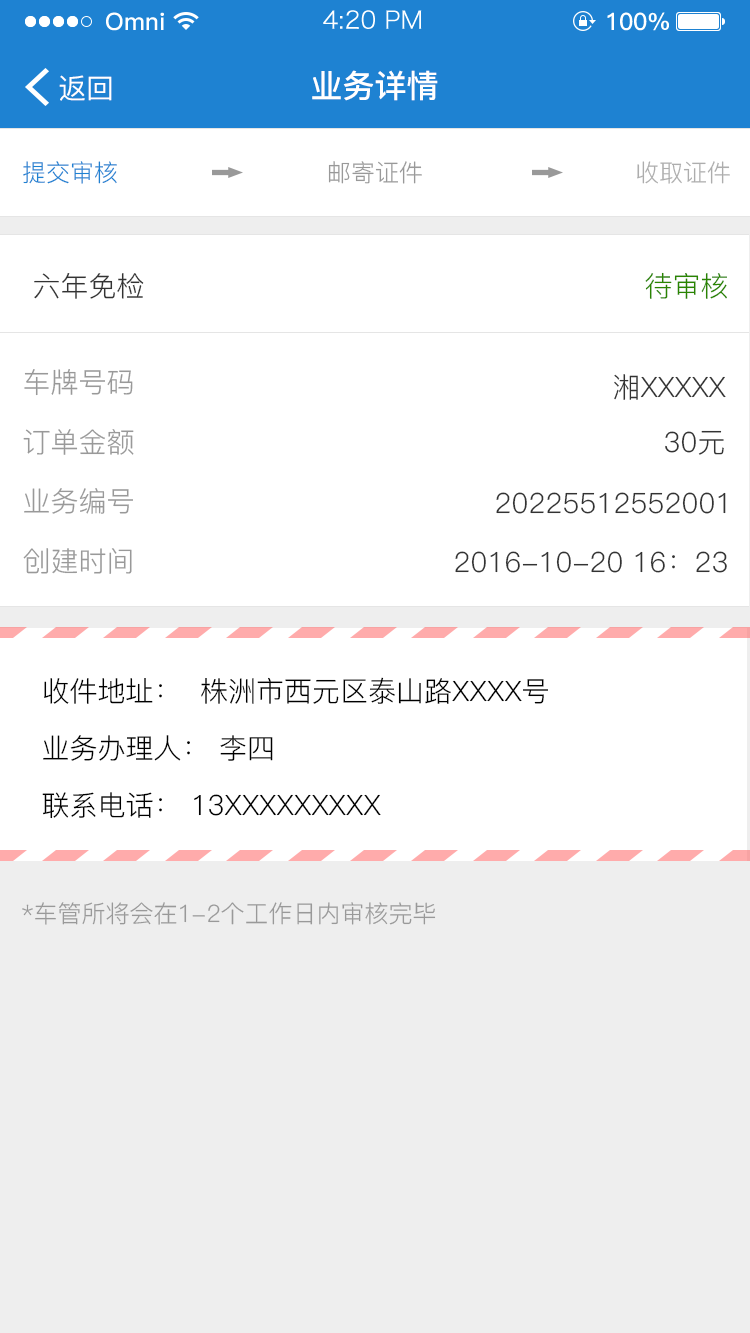 Omni 4:20 PM 100%
返回 业务详情
提交审核 邮寄证件 收取证件
六年免检 待审核
车牌号码 湘XXXXX
订单金额 30元
业务编号 20225512552001
创建时间 2016-10-20 16：23
收件地址： 株洲市西元区泰山路XXXX号
业务办理人： 李四
联系电话： 13XXXXXXXXX
*车管所将会在1-2个工作日内审核完毕